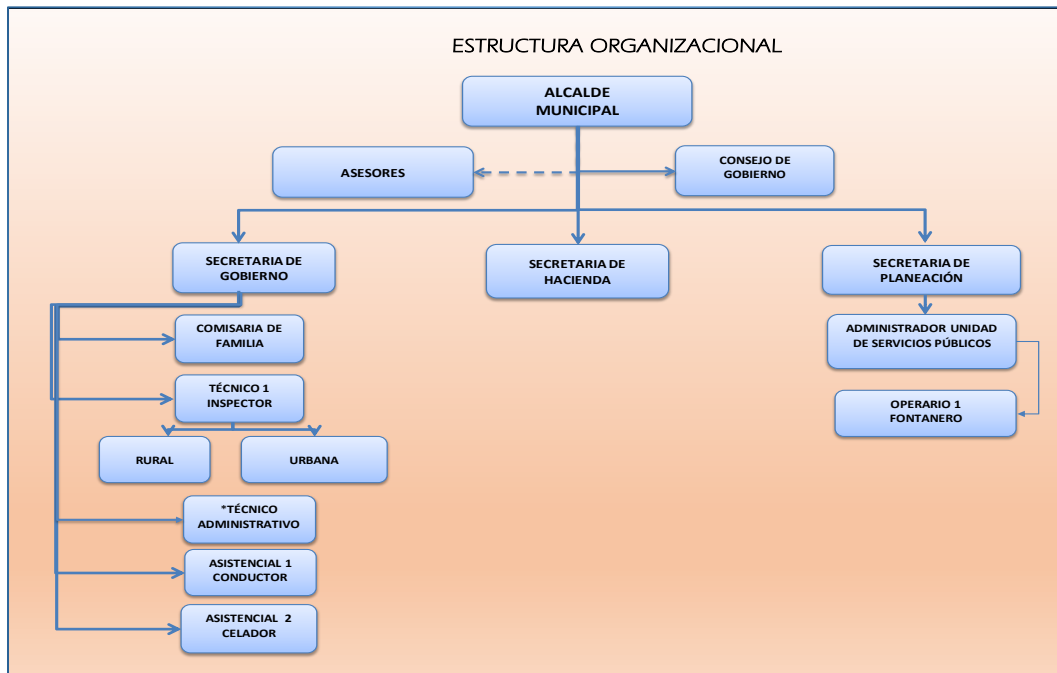 ESTRUCTURA ORGANIZACIONAL
ALCALDE
MUNICIPAL
ASESORES
CONSEJO DE
GOBIERNO
SECRETARIA DE
GOBIERNO
SECRETARIA DE
HACIENDA
SECRETARIA DE
PLANEACIÓN
COMISARIA DE
FAMILIA
ADMINISTRADOR UNIDAD
DE SERVICIOS PÚBLICOS
TÉCNICO 1
INSPECTOR
OPERARIO 1
FONTANERO
RURAL
URBANA
*TÉCNICO
ADMINISTRATIVO
ASISTENCIAL 1
CONDUCTOR
ASISTENCIAL 2
CELADOR